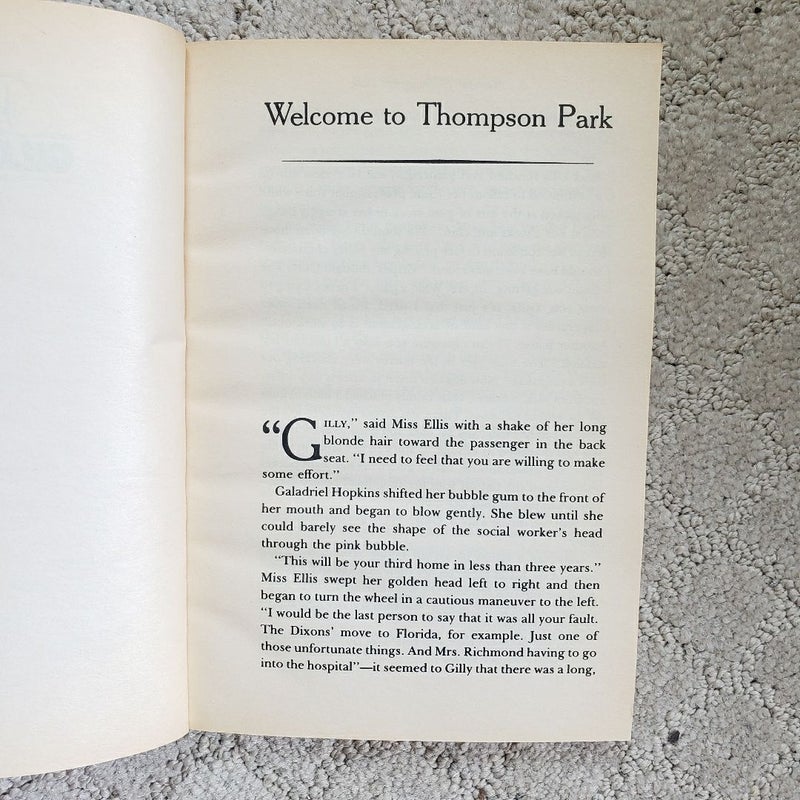 Welcome to Thompson Park
“GILLY,” said Miss Ellis with a shake of her long
blonde hair toward the passenger in the back
seat. “I need to feel that you are willing to make
some effort.”
Galadriel Hopkins shifted her bubble gum to the front of
her mouth and began to blow gently. She blew until she
could barely see the shape of the social worker’s head
through the pink bubble.
“This will be your third home in less than three years.”
Miss Ellis swept her golden head left to right and then
began to turn the wheel in a cautious maneuver to the left.
“I would be the last person to say that it was all your fault.
The Dixons’ move to Florida, for example. Just one of
those unfortunate things. And Mrs. Richmond having to go
into the hospital”—it seemed to Gilly that there was a long,